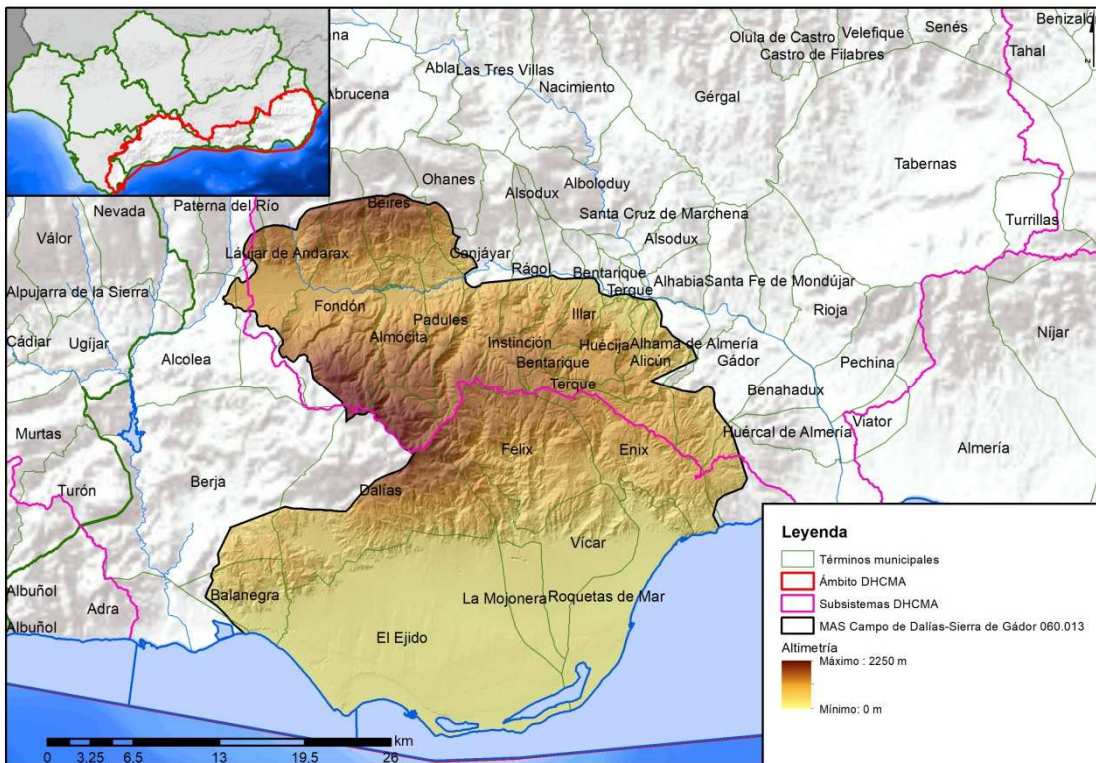 Benizalón
Senés
Velefique
Olula de Castro
Tahal
Castro de Filabres
Abla
Las Tres Villas
Nacimiento
Abrucena
Gérgal
Tabernas
Ohanes
Alboloduy
Alsodux
Nevada
Paterna del Río
Beires
Santa Cruz de Marchena
Turrillas
Válor
Láujar de Andarax
Canjáyar
Alsodux
Rágol
Bentarique
Alhabia
Santa Fe de Mondújar
Terque
Alpujarra de la Sierra
Fondón
Padules
Illar
Rioja
Níjar
Cádiar
Ugíjar
Almócita
Instinción
Huécija
Alhama de Almería
Alcolea
Bentarique
Alicún
Gádor
Pechina
Terque
Benahadux
Murtas
Felix
Enix
Huércal de Almería
Viator
Almería
Berja
Turón
Dalías
Vícar
Albuñol
Adra
Albuñol
Balanegra
La Mojonera
Roquetas de Mar
El Ejido
Leyenda
Términos municipales
Ámbito DHCMA
Subsistemas DHCMA
MAS Campo de Dalías-Sierra de Gádor 060.013
Altimetría
Máximo : 2250 m
Mínimo: 0 m
km
0 3,25 6,5 13 19,5 26